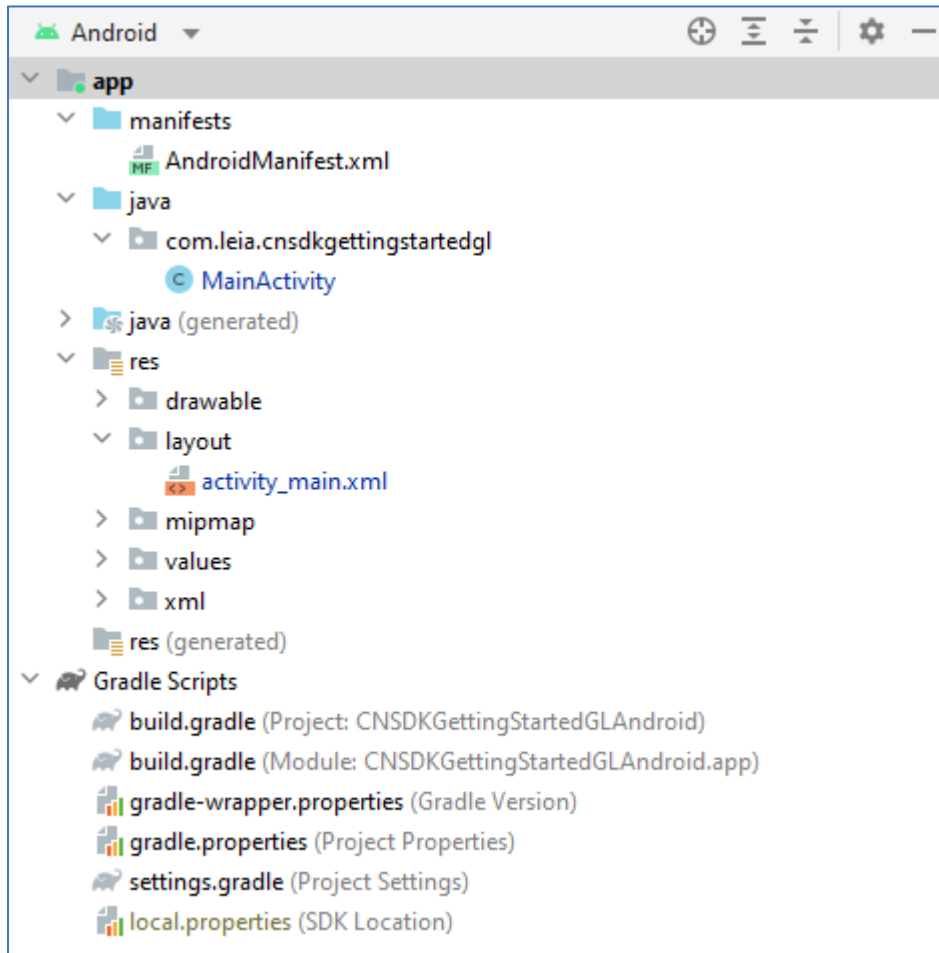 Android
app
manifests
MF AndroidManifest.xml
java
com.leia.cnsdkgettingstartedgl
C MainActivity
java (generated)
res
drawable
layout
<> activity_main.xml
mipmap
values
xml
res (generated)
Gradle Scripts
build.gradle (Project: CNSDKGettingStartedGLAndroid)
build.gradle (Module: CNSDKGettingStartedGLAndroid.app)
gradle-wrapper.properties (Gradle Version)
gradle.properties (Project Properties)
settings.gradle (Project Settings)
local.properties (SDK Location)